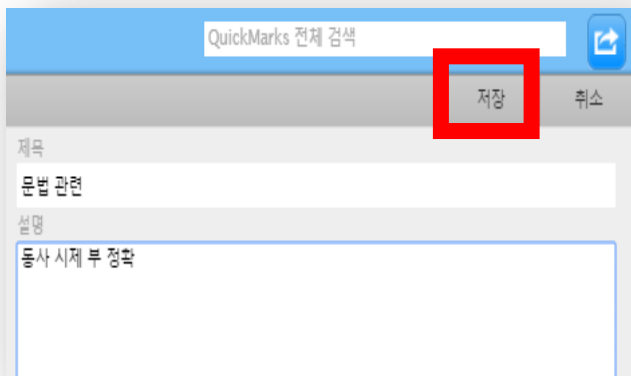 QuickMarks 전체 검색
저장 취소
제목
문법 관련
설명
동사 시제 부 정확